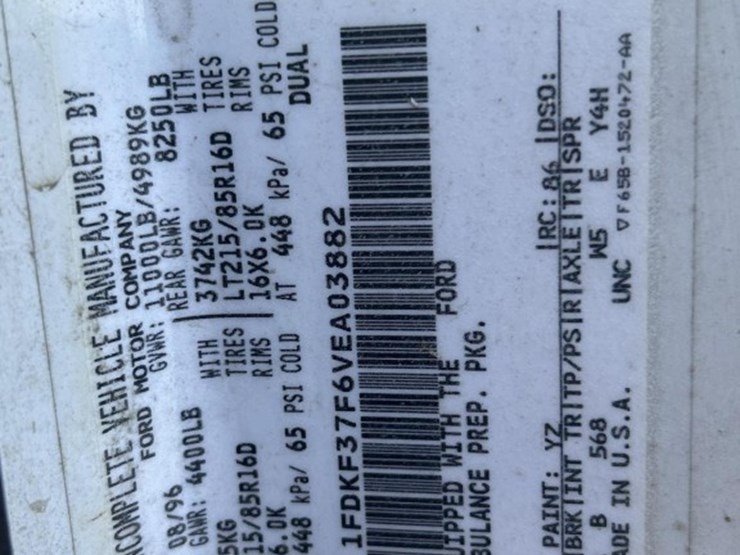 NCOMPLETE VEHICLE MANUFACTURED BY
FORD MOTOR COMPANY
08/96 GVWR: 11000LB/4989KG
GAWR: 4400LB REAR GAWR: 8250LB
5KG WITH 3742KG WITH
15/85R16D TIRES LT215/85R16D TIRES
6.0K RIMS 16X6.0K RIMS
448 kPa/ 65 PSI COLD AT 448 kPa/ 65 PSI COLD
DUAL
1FDKF37F6VEA03882
UIPPED WITH THE FORD
BULANCE PREP. PKG.
PAINT: YZ RC:86 DSO:
BRK INT TR TP/PS R AXLE TR SPR
B 568 W5 E Y4H
DE IN U.S.A. UNC ▽F65B-1520472-AA